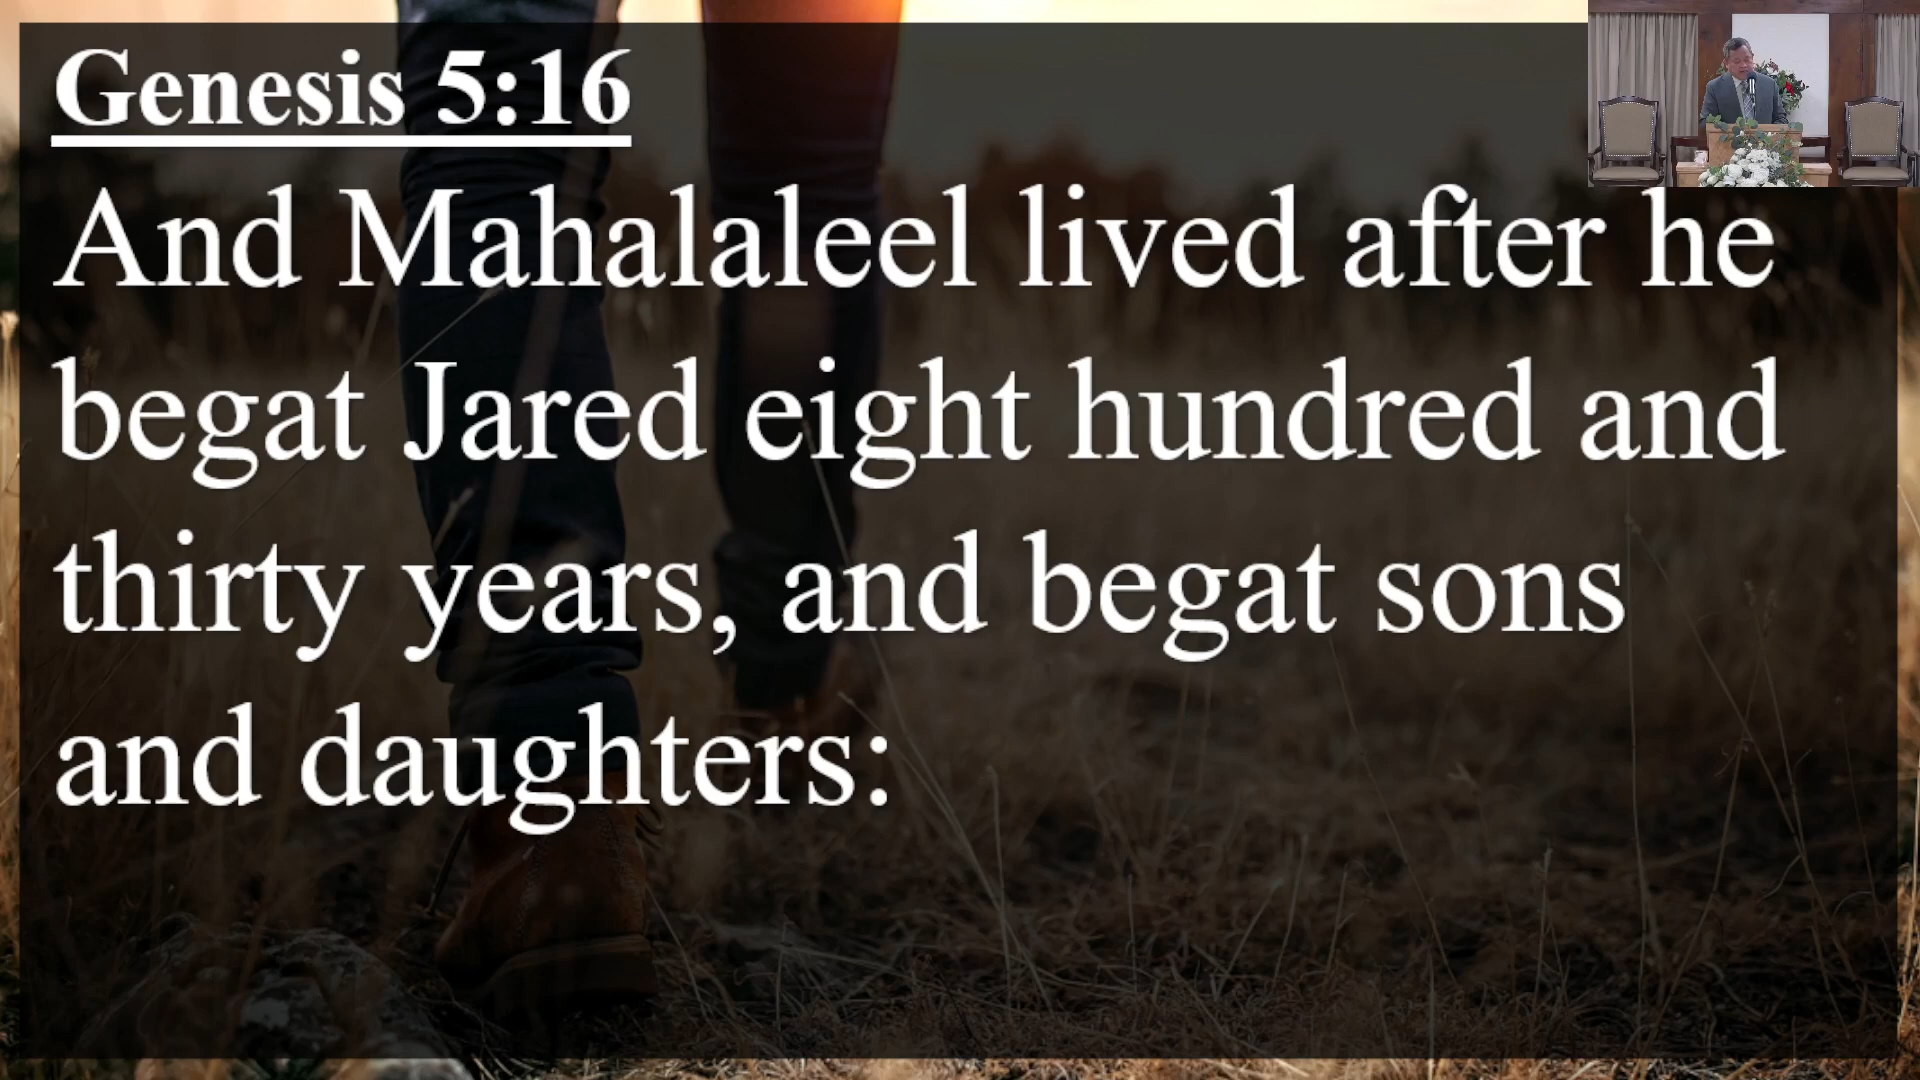 Genesis 5:16
And Mahalaleel lived after he
begat Jared eight hundred and
thirty years, and begat sons
and daughters: